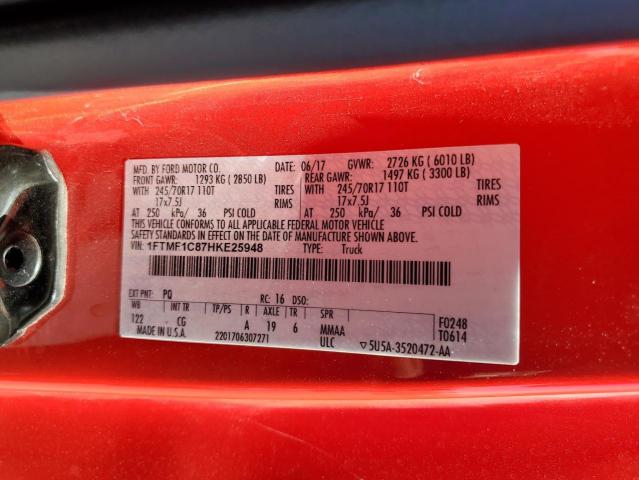 MFD. BY FORD MOTOR CO. DATE: 06/17 GVWR: 2726 KG ( 6010 LB)
FRONT GAWR: 1293 KG ( 2850 LB) REAR GAWR: 1497 KG ( 3300 LB)
WITH 245/70R17 110T TIRES WITH 245/70R17 110T TIRES
17x7.5J RIMS 17x7.5J RIMS
AT 250 kPa/ 36 PSI COLD AT 250 kPa/ 36 PSI COLD
THIS VEHICLE CONFORMS TO ALL APPLICABLE FEDERAL MOTOR VEHICLE
SAFETY STANDARDS IN EFFECT ON THE DATE OF MANUFACTURE SHOWN ABOVE.
VIN: 1FTMF1C87HKE25948 TYPE: Truck
EXT PNT: PQ RC: 16 DSO:
WB INT TR TP/PS R AXLE TR SPR
122 CG A 19 6 MMAA F0248
MADE IN U.S.A. 2201706307271 ULC T0614
▽5U5A-3520472-AA